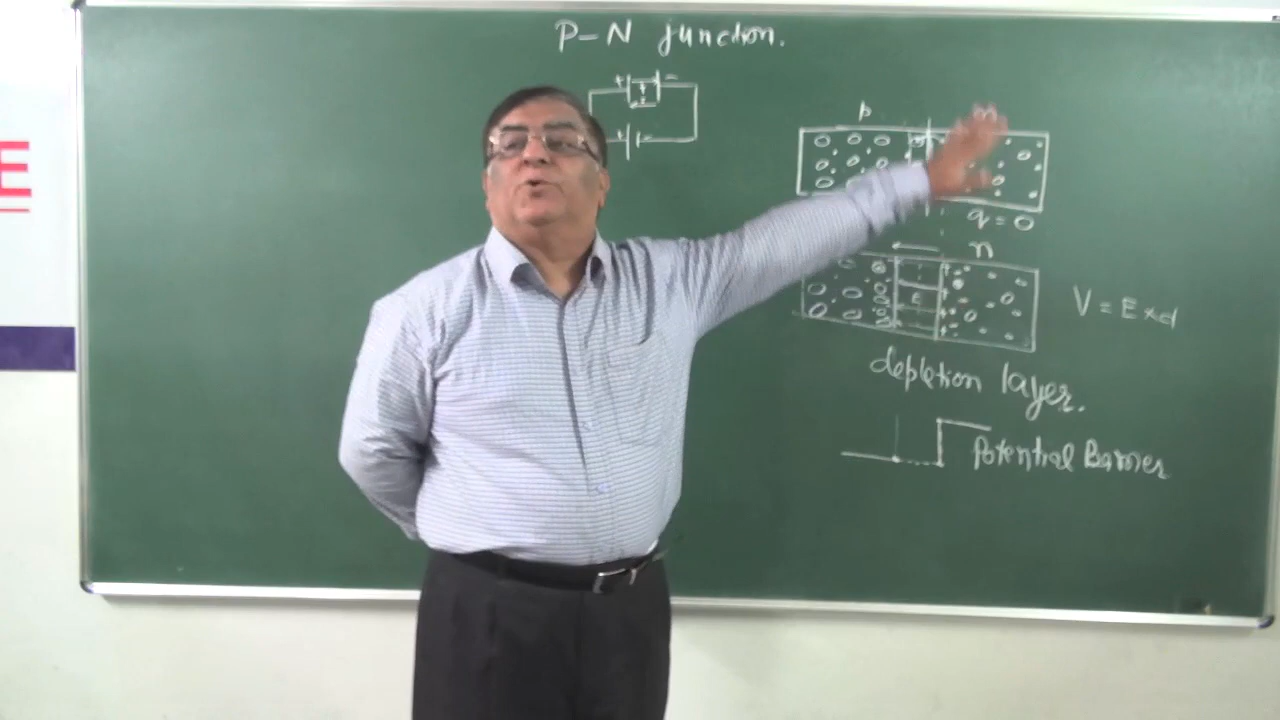 P-N junction.
E
+ -
+ -
p n
q = 0
n
E
V = E x d
depletion layer.
Potential Barrier